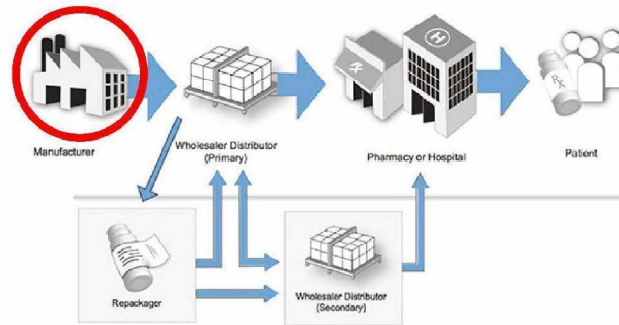 Manufacturer
Wholesaler Distributor
(Primary)
Pharmacy or Hospital
Patient
Repackager
Wholesaler Distributor
(Secondary)